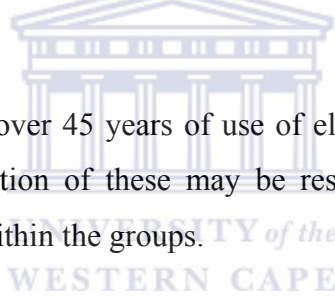 over 45 years of use of el
tion of these may be res
ithin the groups.
UNIVERSITY of the
WESTERN CAPE